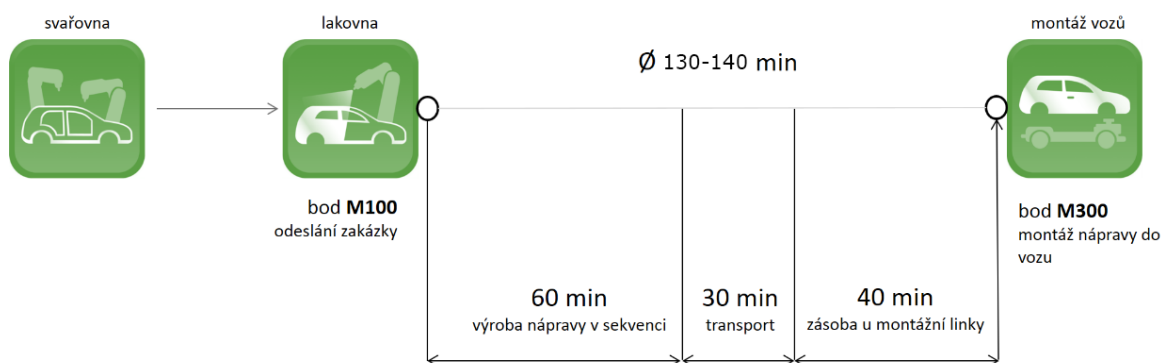 svařovna
lakovna
montáž vozů
Ø 130-140 min
bod M100
odeslání zakázky
bod M300
montáž nápravy do
vozu
60 min
výroba nápravy v sekvenci
30 min
transport
40 min
zásoba u montážní linky